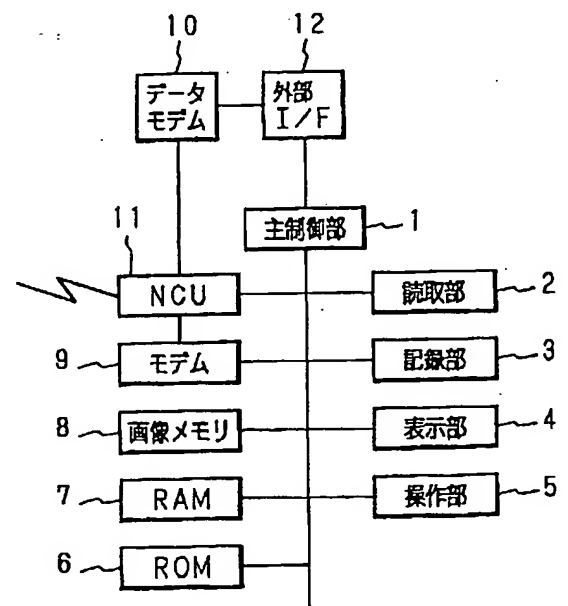 10
12
データ
モデム
外部
I/F
11
主制御部
1
NCU
読取部
2
9
モデム
記録部
3
8
画像メモリ
表示部
4
7
RAM
操作部
5
6
ROM